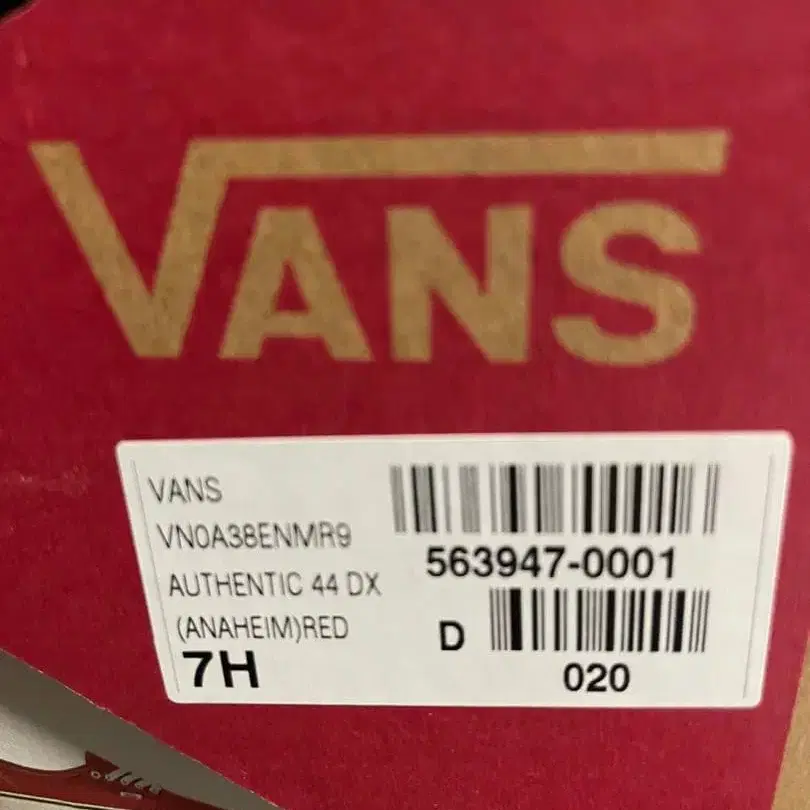 VANS
VANS
VN0A38ENMR9
AUTHENTIC 44 DX
(ANAHEIM)RED
7H
563947-0001
D
020